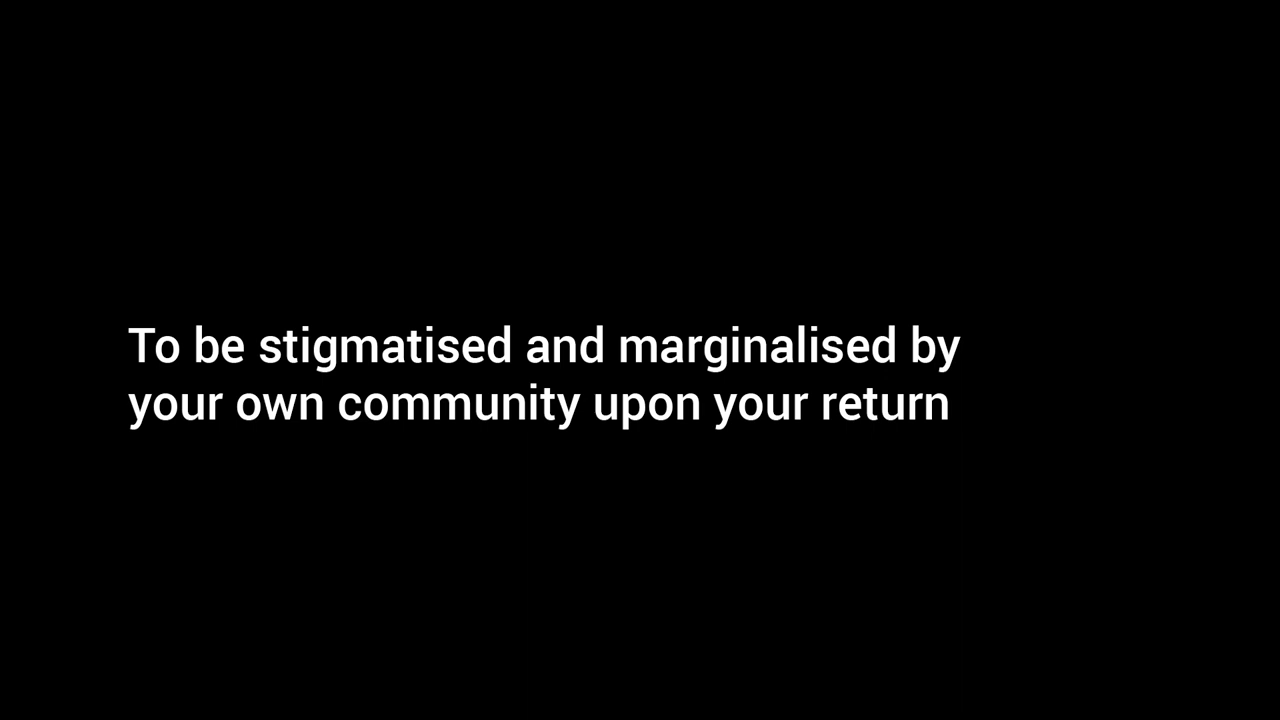 To be stigmatised and marginalised by
your own community upon your return